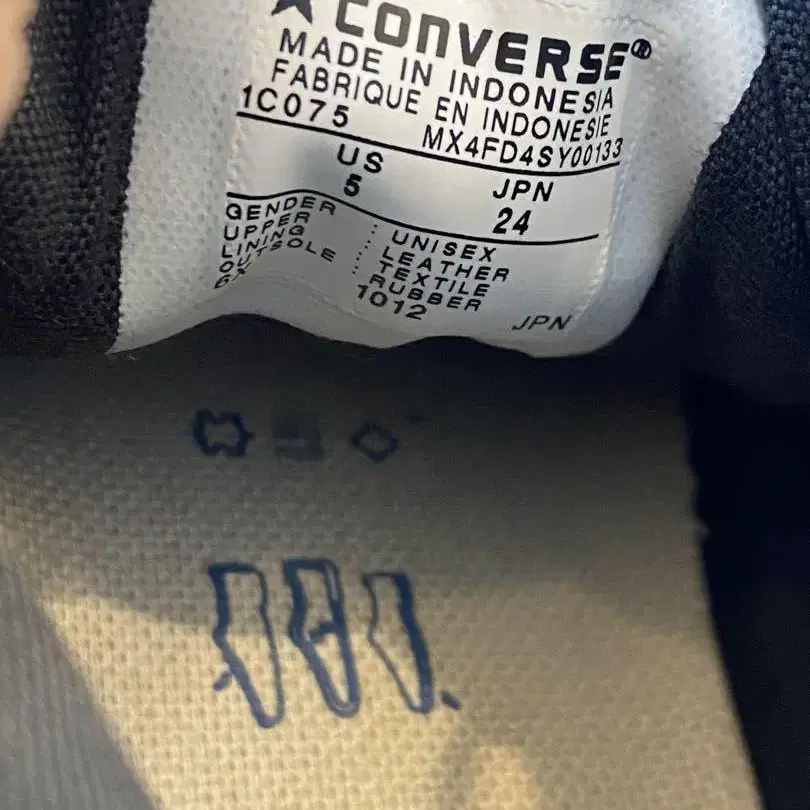 CONVERSE®
MADE IN INDONESIA
FABRIQUE EN INDONESIE
1C075 MX4FD4SY00133
US JPN
5 24
GENDER : UNISEX
UPPER : LEATHER
LINING : TEXTILE
OUTSOLE : RUBBER
1012 JPN